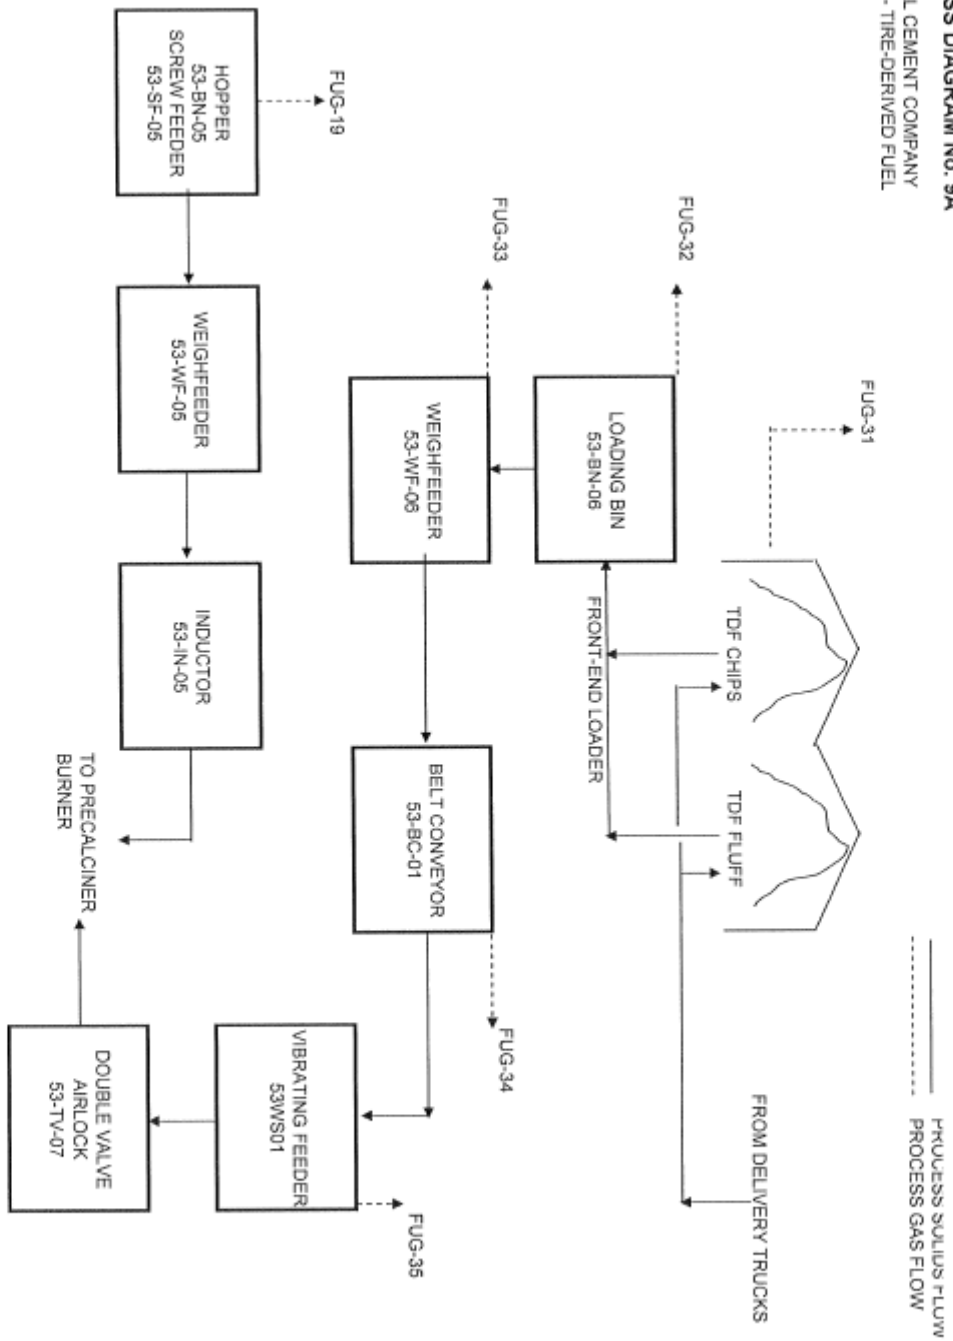 SS DIAGRAM No. 9A
L CEMENT COMPANY
- TIRE-DERIVED FUEL
PROCESS SOLIDS FLOW
PROCESS GAS FLOW
FUG-31
TDF CHIPS
TDF FLUFF
FROM DELIVERY TRUCKS
FUG-32
LOADING BIN
53-BN-06
FRONT-END LOADER
FUG-33
WEIGHFEEDER
53-WF-06
BELT CONVEYOR
53-BC-01
FUG-34
VIBRATING FEEDER
53WS01
FUG-35
FUG-19
HOPPER
53-BN-05
SCREW FEEDER
53-SF-05
WEIGHFEEDER
53-WF-05
INDUCTOR
53-IN-05
TO PRECALCINER
BURNER
DOUBLE VALVE
AIRLOCK
53-TV-07